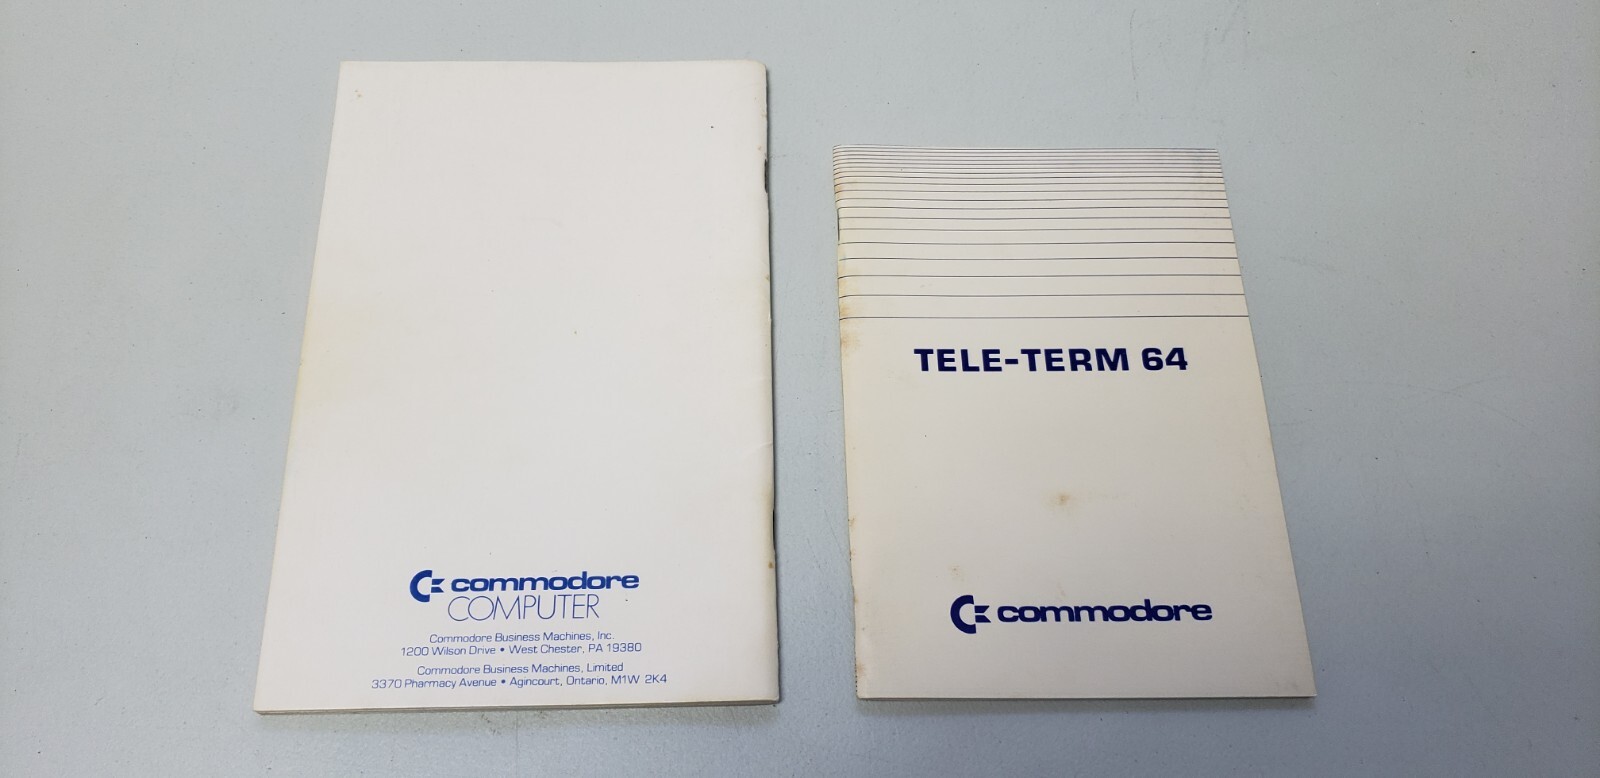 commodore
COMPUTER
Commodore Business Machines, Inc.
1200 Wilson Drive • West Chester, PA 19380
Commodore Business Machines, Limited
3370 Pharmacy Avenue • Agincourt, Ontario, M1W 2K4
TELE-TERM 64
commodore